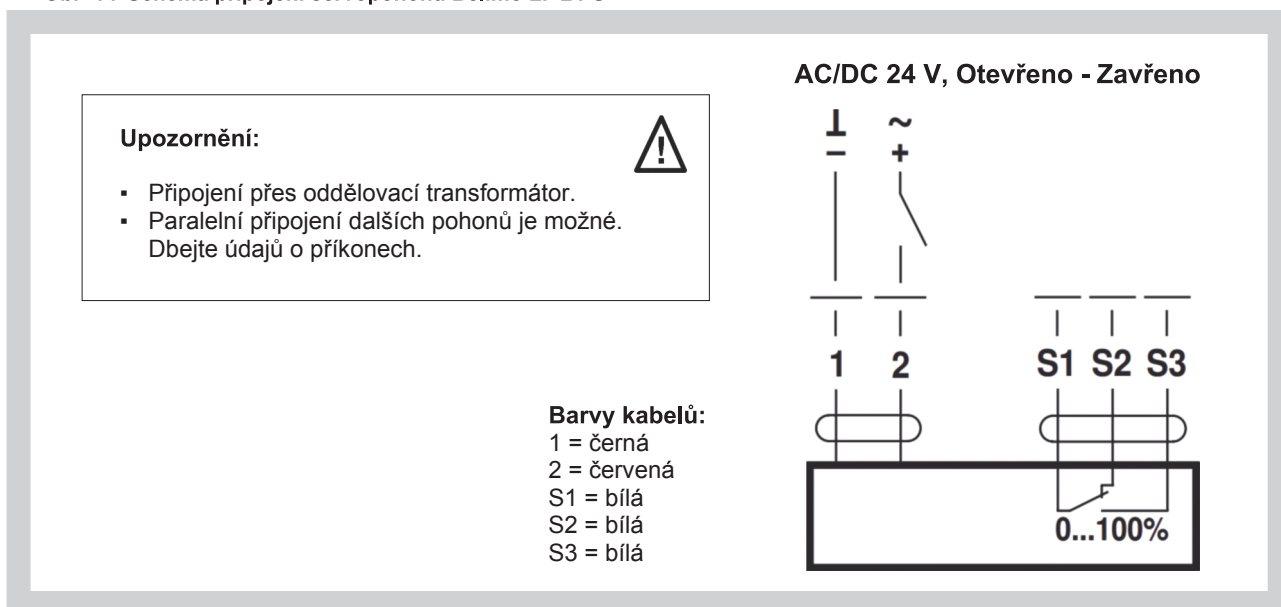 AC/DC 24 V, Otevřeno - Zavřeno
Upozornění:
▪ Připojení přes oddělovací transformátor.
▪ Paralelní připojení dalších pohonů je možné.
Dbejte údajů o příkonech.
⊥ ~
− +
1 2 S1 S2 S3
Barvy kabelů:
1 = černá
2 = červená
S1 = bílá
S2 = bílá
S3 = bílá
0...100%